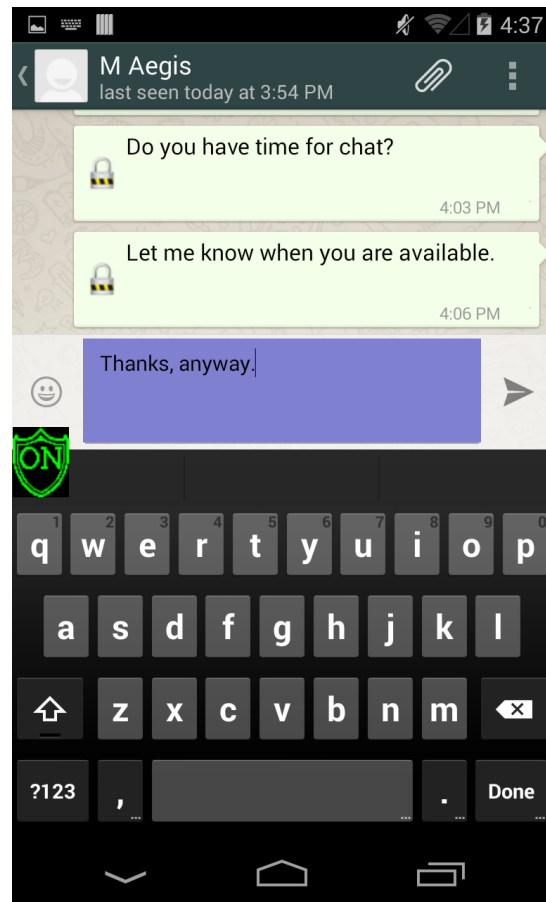 4:37
M Aegis
last seen today at 3:54 PM
Do you have time for chat?
4:03 PM
Let me know when you are available.
4:06 PM
Thanks, anyway.
ON
1 2 3 4 5 6 7 8 9 0
q w e r t y u i o p
a s d f g h j k l
z x c v b n m
?123 , . Done